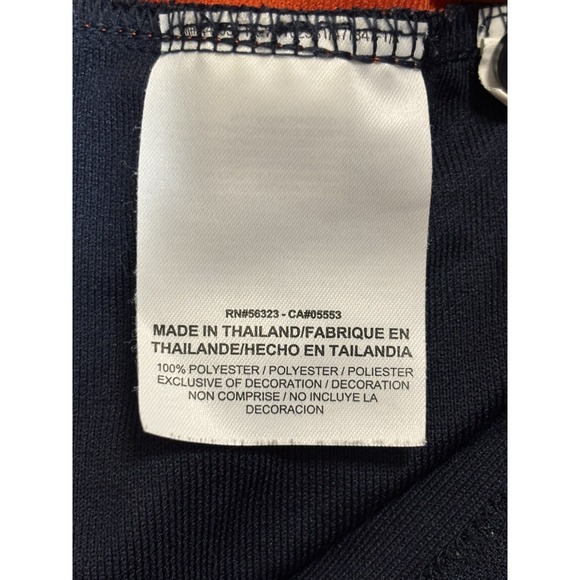 RN#56323 - CA#05553
MADE IN THAILAND/FABRIQUE EN
THAILANDE/HECHO EN TAILANDIA
100% POLYESTER / POLYESTER / POLIESTER
EXCLUSIVE OF DECORATION / DECORATION
NON COMPRISE / NO INCLUYE LA
DECORACION